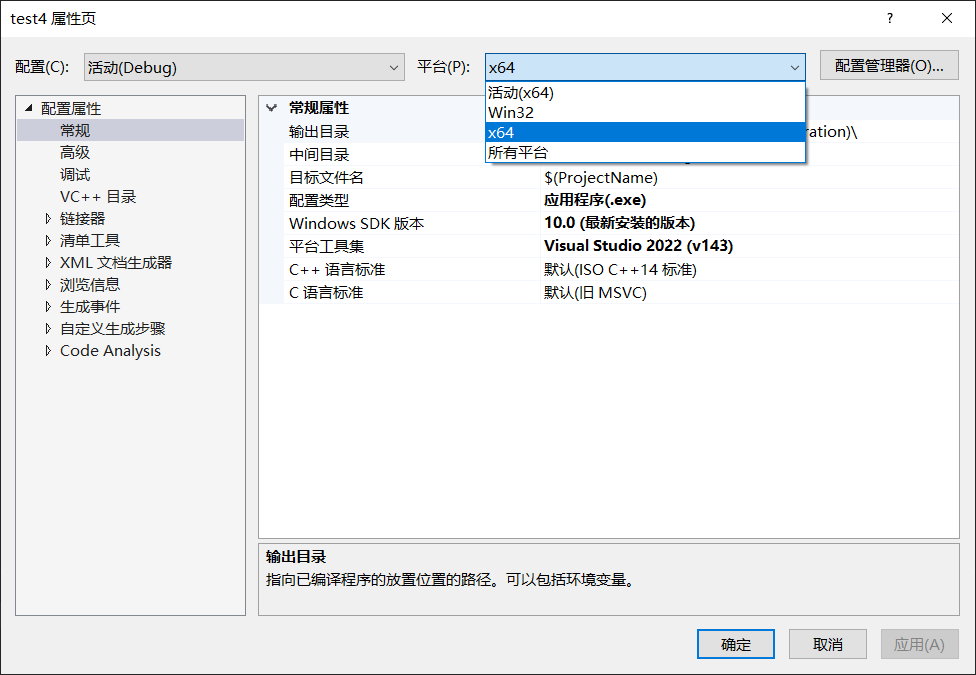 test4 属性页
?
配置(C): 活动(Debug) 平台(P): x64 配置管理器(O)...
活动(x64)
Win32
x64
所有平台
配置属性
常规
高级
调试
VC++ 目录
链接器
清单工具
XML 文档生成器
浏览信息
生成事件
自定义生成步骤
Code Analysis
常规属性
输出目录 ration)\
中间目录
目标文件名 $(ProjectName)
配置类型 应用程序(.exe)
Windows SDK 版本 10.0 (最新安装的版本)
平台工具集 Visual Studio 2022 (v143)
C++ 语言标准 默认(ISO C++14 标准)
C 语言标准 默认(旧 MSVC)
输出目录
指向已编译程序的放置位置的路径。可以包括环境变量。
确定 取消 应用(A)